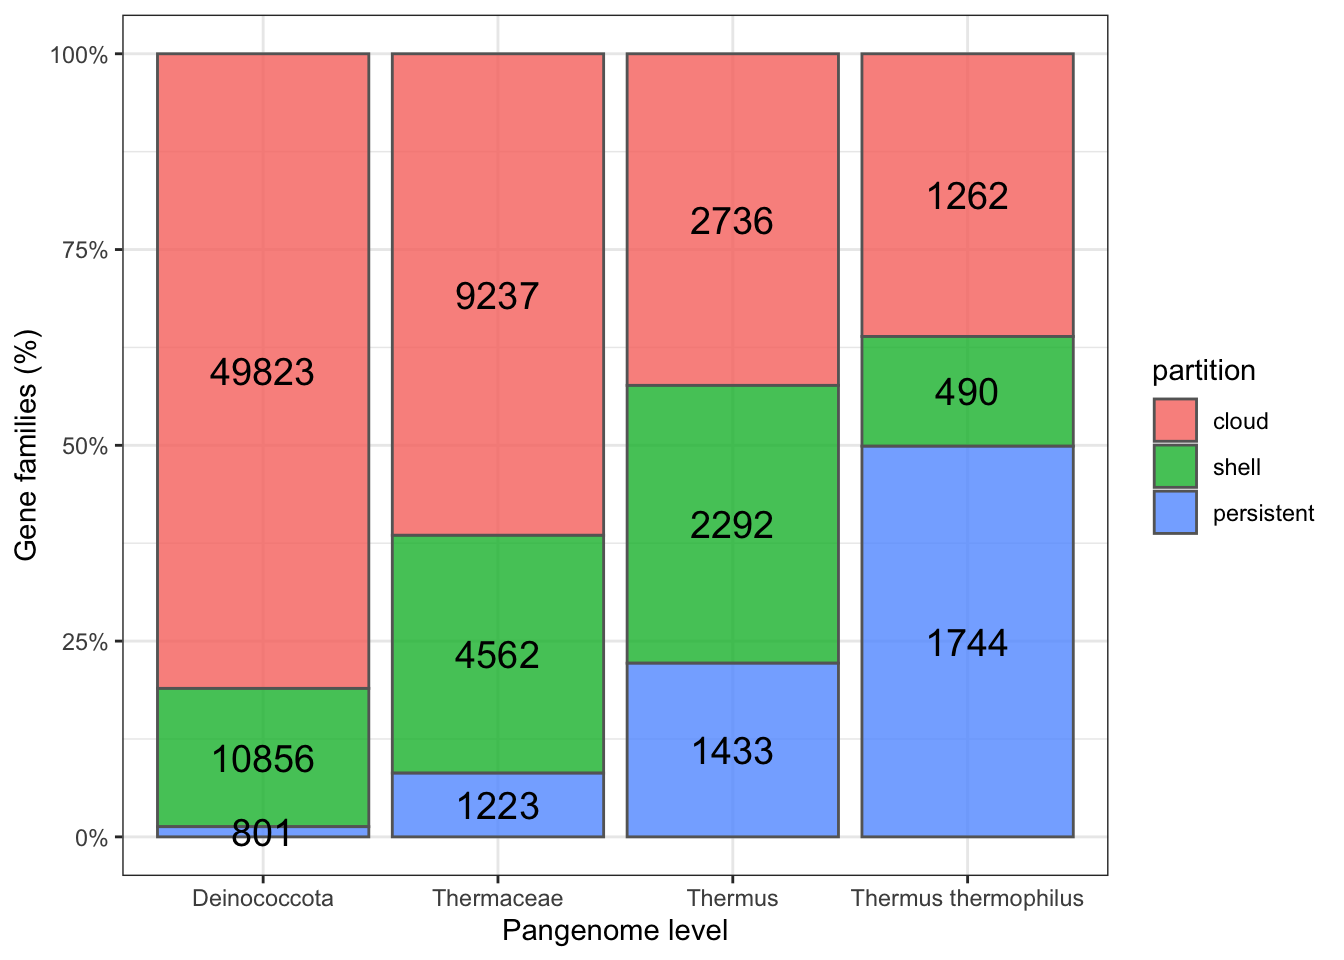 100%
75%
50%
25%
0%
Gene families (%)
49823
10856
801
9237
4562
1223
2736
2292
1433
1262
490
1744
Deinococcota
Thermaceae
Thermus
Thermus thermophilus
Pangenome level
partition
cloud
shell
persistent